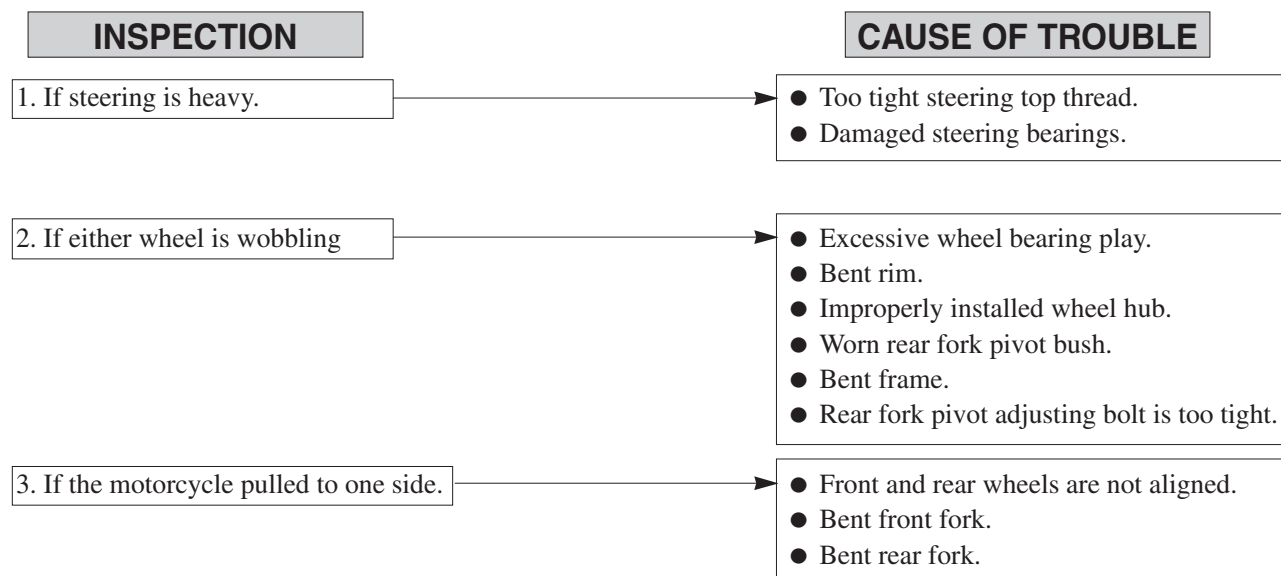 INSPECTION
CAUSE OF TROUBLE
1. If steering is heavy.
● Too tight steering top thread.
● Damaged steering bearings.
2. If either wheel is wobbling
● Excessive wheel bearing play.
● Bent rim.
● Improperly installed wheel hub.
● Worn rear fork pivot bush.
● Bent frame.
● Rear fork pivot adjusting bolt is too tight.
3. If the motorcycle pulled to one side.
● Front and rear wheels are not aligned.
● Bent front fork.
● Bent rear fork.